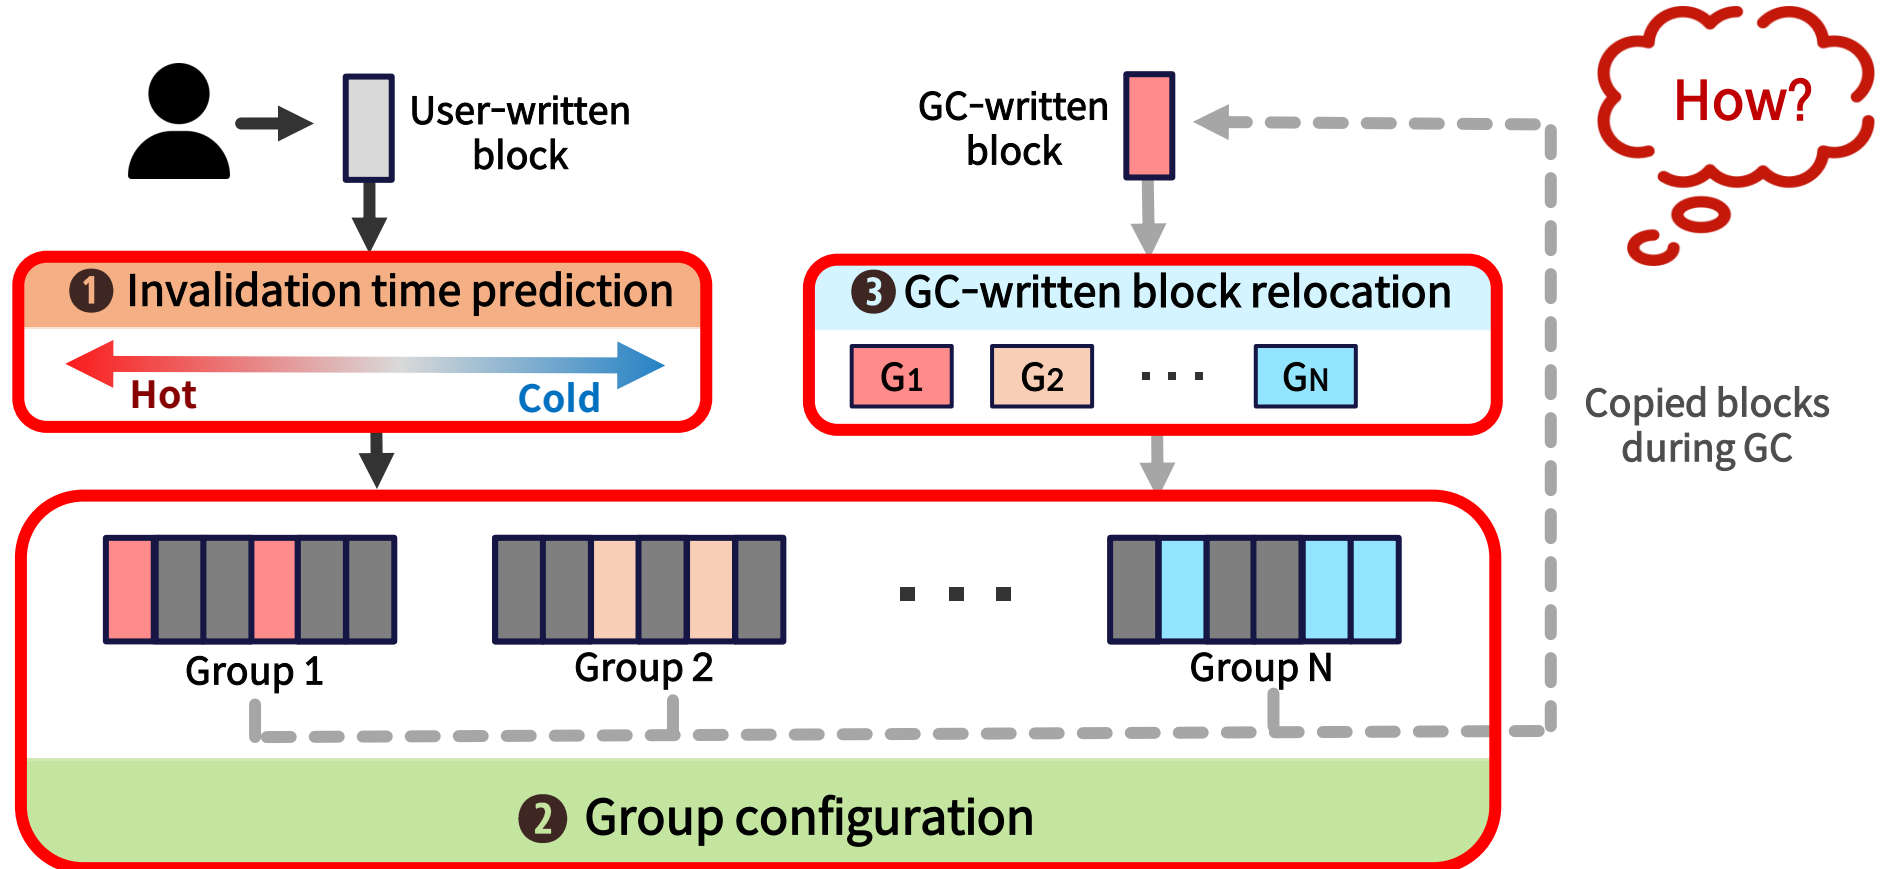 How?
User-written
block
GC-written
block
❶ Invalidation time prediction
Hot
Cold
❸ GC-written block relocation
G1
G2
...
GN
Copied blocks
during GC
Group 1
Group 2
...
Group N
❷ Group configuration